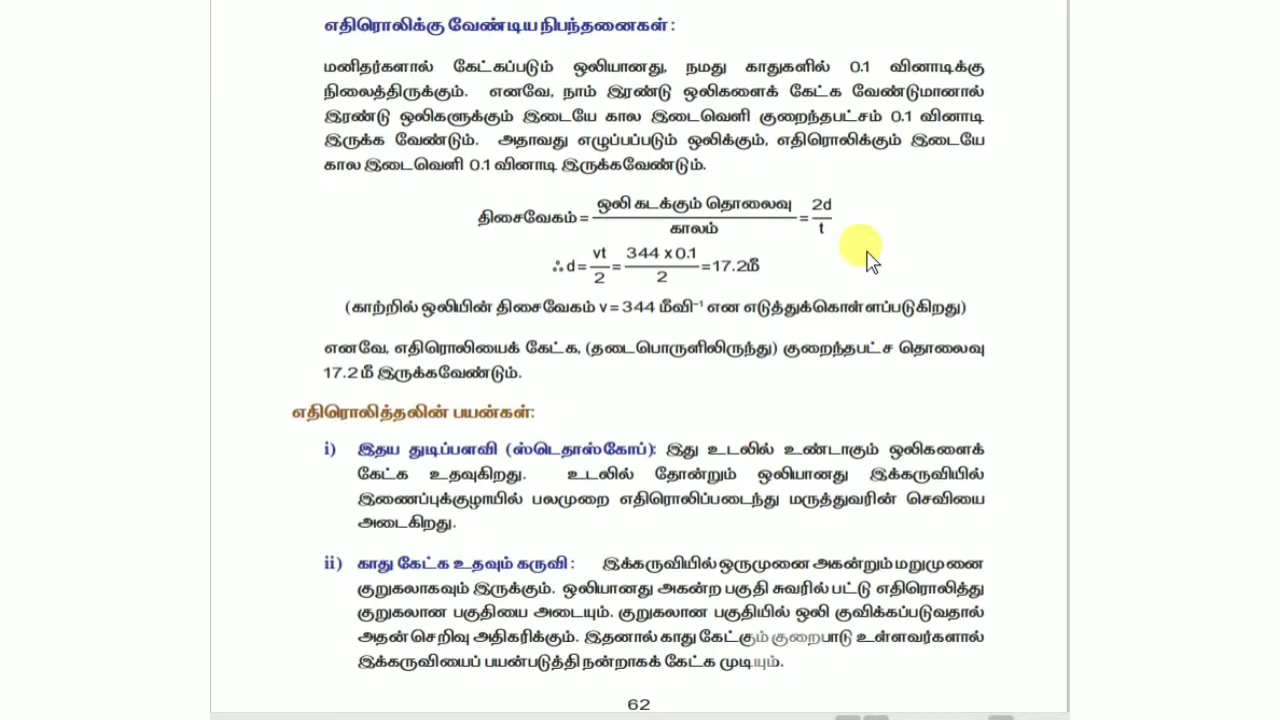 எதிரொலிக்கு வேண்டிய நிபந்தனைகள் :
மனிதர்களால் கேட்கப்படும் ஒலியானது, நமது காதுகளில் 0.1 வினாடிக்கு
நிலைத்திருக்கும். எனவே, நாம் இரண்டு ஒலிகளைக் கேட்க வேண்டுமானால்
இரண்டு ஒலிகளுக்கும் இடையே கால இடைவெளி குறைந்தபட்சம் 0.1 வினாடி
இருக்க வேண்டும். அதாவது எழுப்பப்படும் ஒலிக்கும், எதிரொலிக்கும் இடையே
கால இடைவெளி 0.1 வினாடி இருக்கவேண்டும்.
திசைவேகம் = ஒலி கடக்கும் தொலைவு / காலம் = 2d / t
∴ d = vt / 2 = 344 x 0.1 / 2 = 17.2மீ
(காற்றில் ஒலியின் திசைவேகம் v = 344 மீவி⁻¹ என எடுத்துக்கொள்ளப்படுகிறது)
எனவே, எதிரொலியைக் கேட்க, (தடைபொருளிலிருந்து) குறைந்தபட்ச தொலைவு
17.2 மீ இருக்கவேண்டும்.
எதிரொலித்தலின் பயன்கள்:
i) இதய துடிப்பளவி (ஸ்டெதாஸ்கோப்): இது உடலில் உண்டாகும் ஒலிகளைக்
கேட்க உதவுகிறது. உடலில் தோன்றும் ஒலியானது இக்கருவியில்
இணைப்புக்குழாயில் பலமுறை எதிரொலிப்படைந்து மருத்துவரின் செவியை
அடைகிறது.
ii) காது கேட்க உதவும் கருவி : இக்கருவியில் ஒருமுனை அகன்றும் மறுமுனை
குறுகலாகவும் இருக்கும். ஒலியானது அகன்ற பகுதி சுவரில் பட்டு எதிரொலித்து
குறுகலான பகுதியை அடையும். குறுகலான பகுதியில் ஒலி குவிக்கப்படுவதால்
அதன் செறிவு அதிகரிக்கும். இதனால் காது கேட்கும் குறைபாடு உள்ளவர்களால்
இக்கருவியைப் பயன்படுத்தி நன்றாகக் கேட்க முடியும்.
62